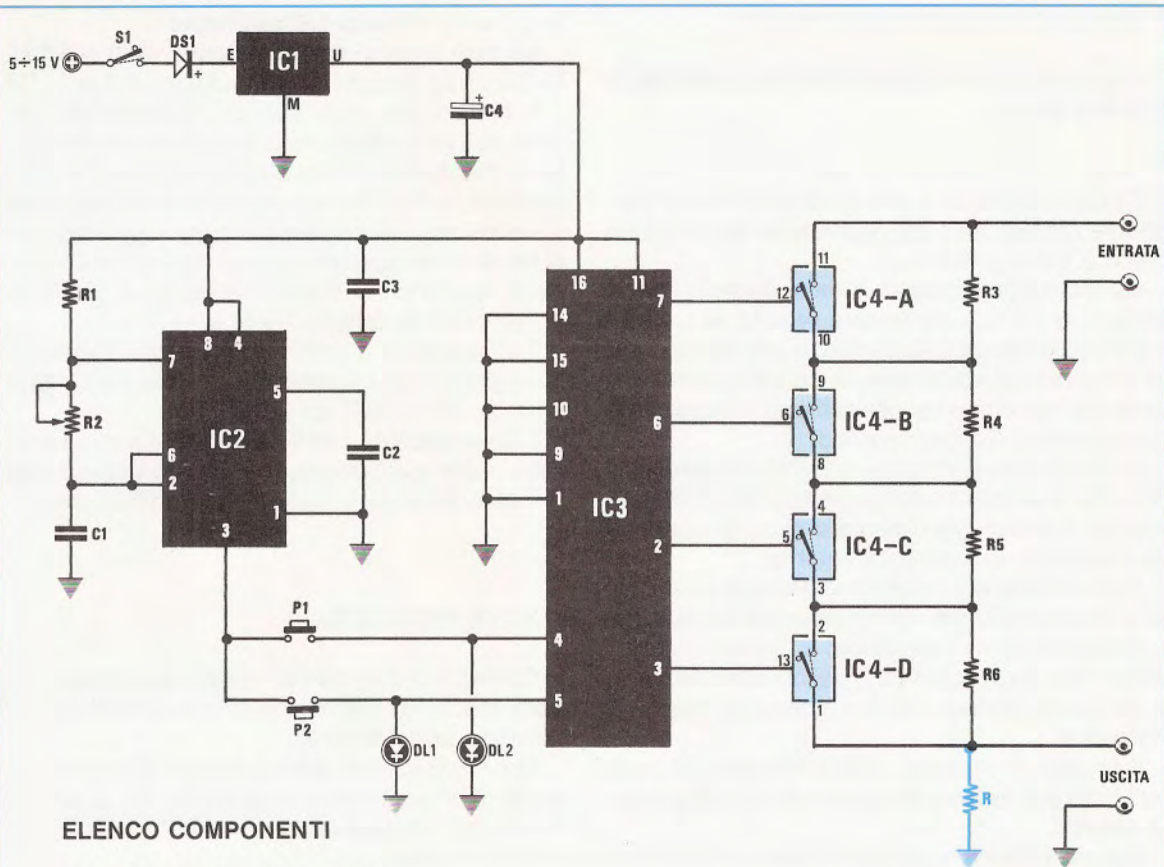 5÷15 V
S1
DS1
+
E
IC1
U
M
+
C4
R1
R2
C1
7
6
2
8
4
5
1
3
IC2
C3
C2
P1
P2
DL1
DL2
16
11
14
15
10
9
1
4
5
7
6
2
3
IC3
11
12
10
IC4-A
9
6
8
IC4-B
4
5
3
IC4-C
2
13
1
IC4-D
R3
R4
R5
R6
R
ENTRATA
USCITA
ELENCO COMPONENTI